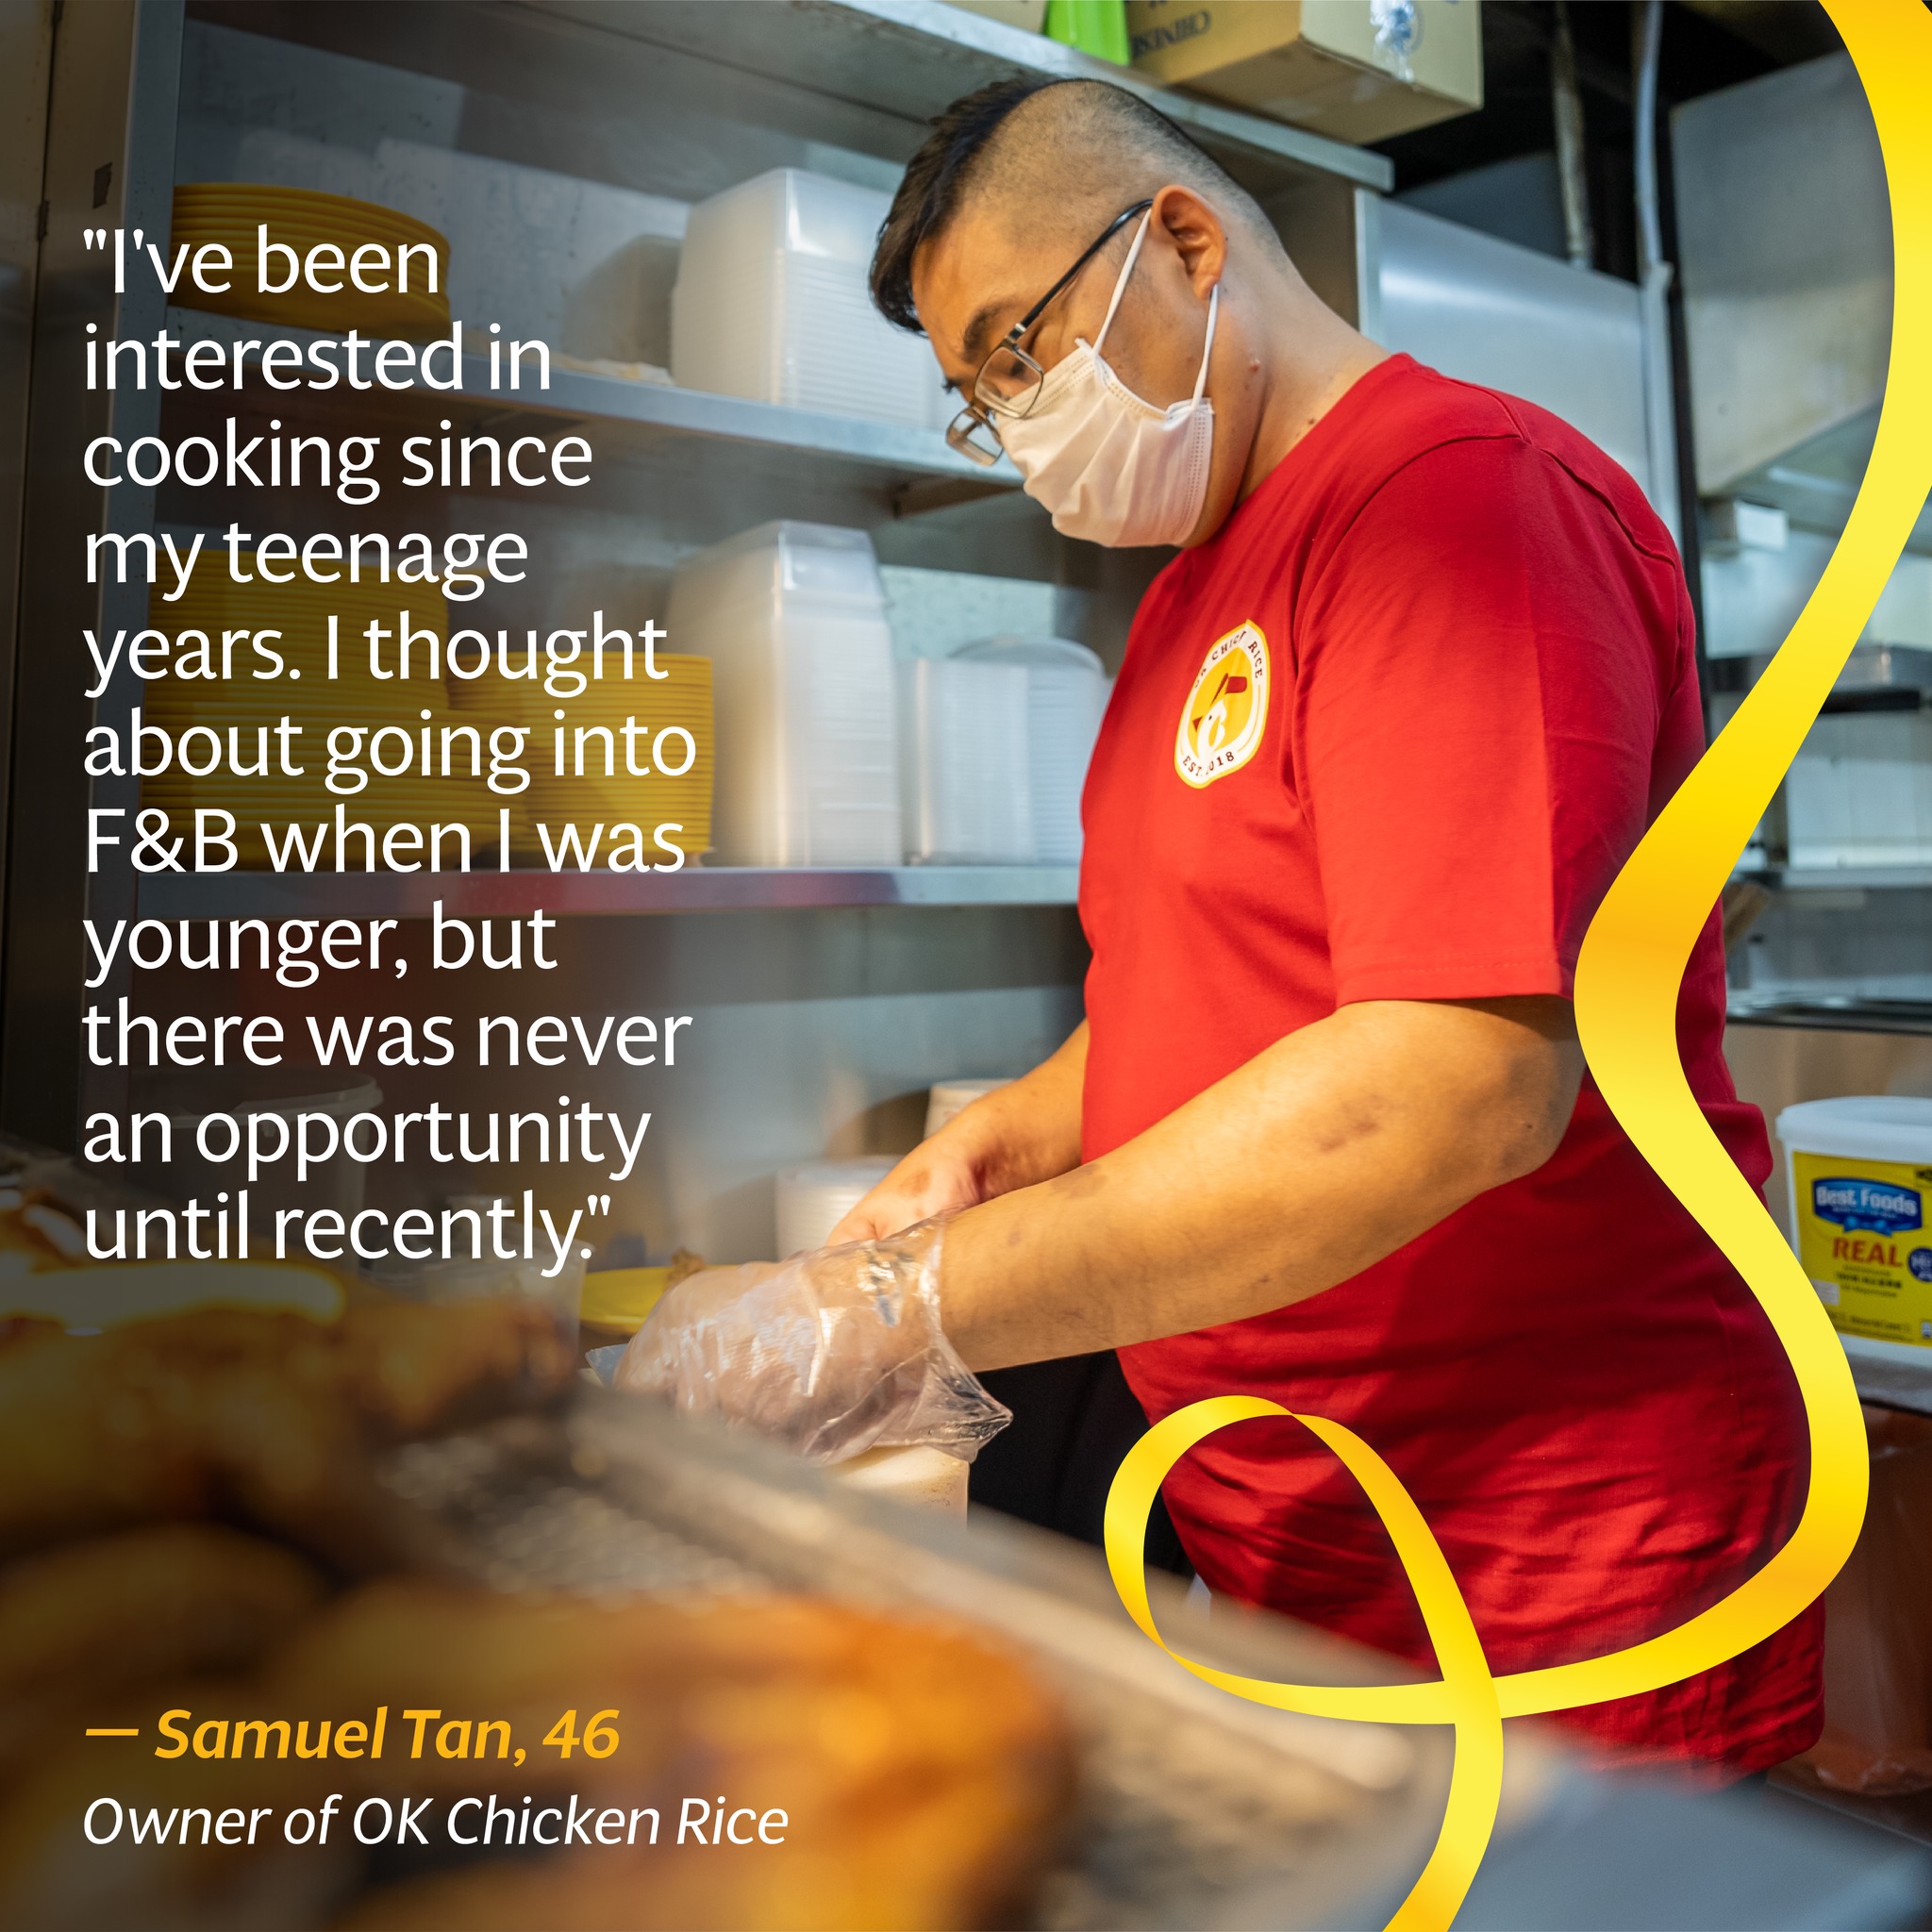 "I've been
interested in
cooking since
my teenage
years. I thought
about going into
F&B when I was
younger, but
there was never
an opportunity
until recently."
— Samuel Tan, 46
Owner of OK Chicken Rice
RICE
EST. 2018
Best Foods
REAL